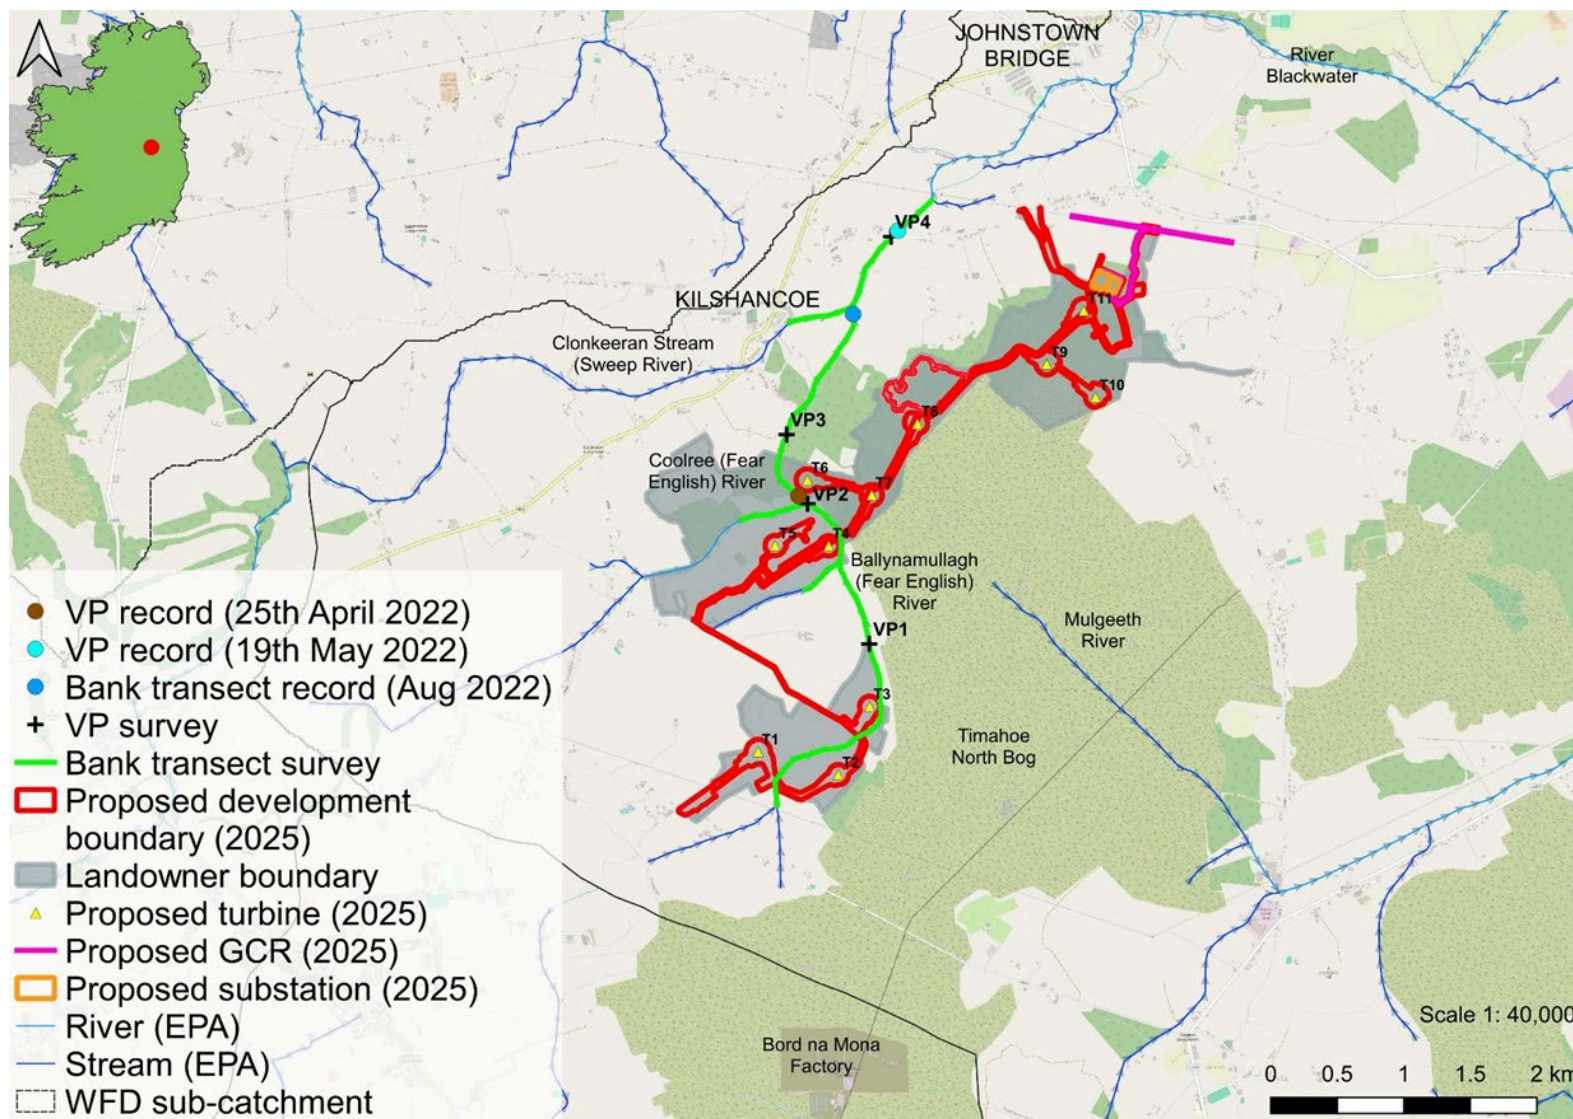 JOHNSTOWN
BRIDGE
River
Blackwater
VP4
KILSHANCOE
T11
Clonkeeran Stream
(Sweep River)
T9
T10
T8
VP3
Coolree (Fear
English) River
T6
T7
VP2
T5
T4
Ballynamullagh
(Fear English)
River
Mulgeeth
River
VP1
T3
Timahoe
North Bog
T1
T2
VP record (25th April 2022)
VP record (19th May 2022)
Bank transect record (Aug 2022)
VP survey
Bank transect survey
Proposed development
boundary (2025)
Landowner boundary
Proposed turbine (2025)
Proposed GCR (2025)
Proposed substation (2025)
River (EPA)
Stream (EPA)
WFD sub-catchment
Bord na Mona
Factory
Scale 1: 40,000
0 0.5 1 1.5 2 km